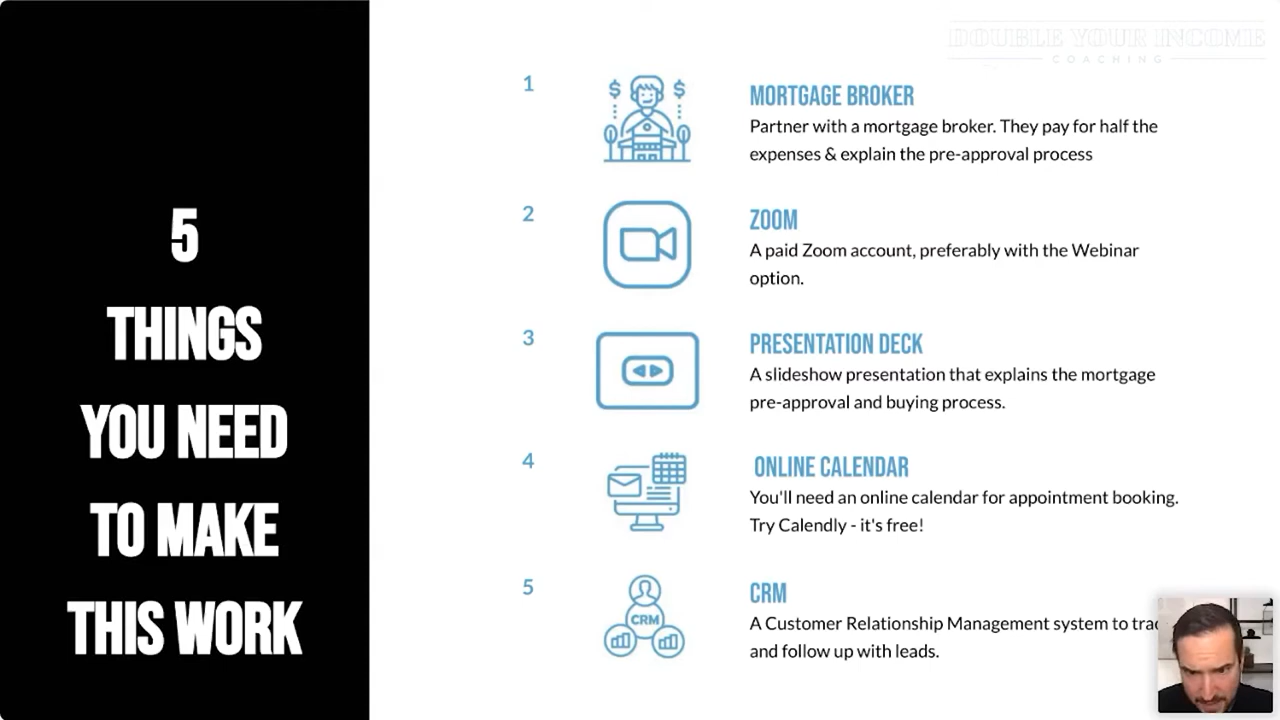 DOUBLE YOUR INCOME
COACHING
5
THINGS
YOU NEED
TO MAKE
THIS WORK
1
MORTGAGE BROKER
Partner with a mortgage broker. They pay for half the
expenses & explain the pre-approval process
2
ZOOM
A paid Zoom account, preferably with the Webinar
option.
3
PRESENTATION DECK
A slideshow presentation that explains the mortgage
pre-approval and buying process.
4
ONLINE CALENDAR
You'll need an online calendar for appointment booking.
Try Calendly - it's free!
5
CRM
CRM
A Customer Relationship Management system to trac
and follow up with leads.